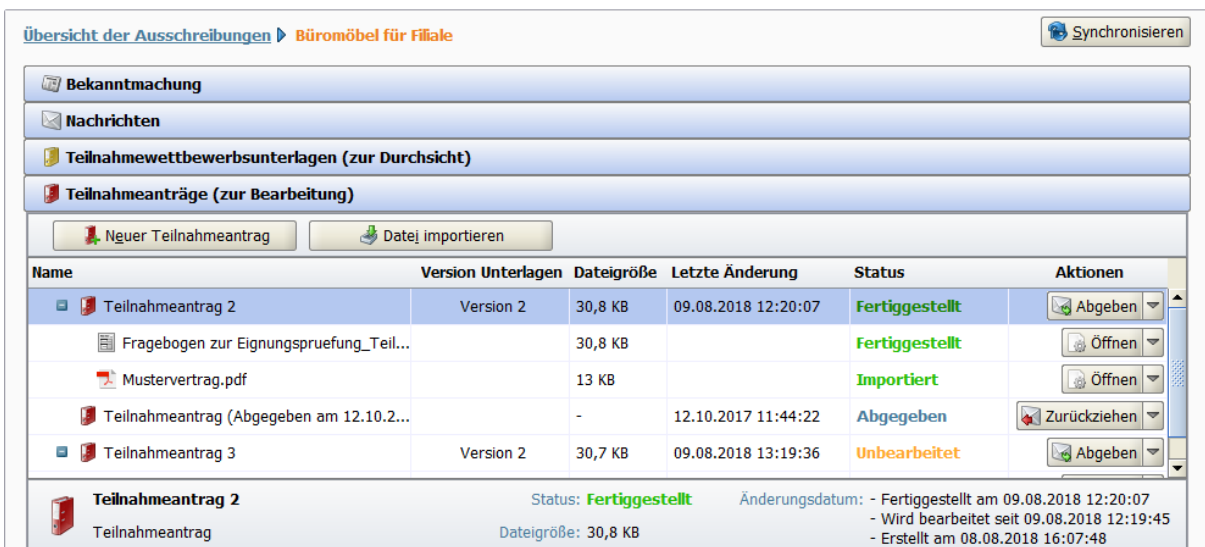 Übersicht der Ausschreibungen Büromöbel für Filiale Synchronisieren
Bekanntmachung
Nachrichten
Teilnahmewettbewerbsunterlagen (zur Durchsicht)
Teilnahmeanträge (zur Bearbeitung)
Neuer Teilnahmeantrag Datei importieren
Name Version Unterlagen Dateigröße Letzte Änderung Status Aktionen
Teilnahmeantrag 2 Version 2 30,8 KB 09.08.2018 12:20:07 Fertiggestellt Abgeben
Fragebogen zur Eignungspruefung_Teil... 30,8 KB Fertiggestellt Öffnen
Mustervertrag.pdf 13 KB Importiert Öffnen
Teilnahmeantrag (Abgegeben am 12.10.2... - 12.10.2017 11:44:22 Abgegeben Zurückziehen
Teilnahmeantrag 3 Version 2 30,7 KB 09.08.2018 13:19:36 Unbearbeitet Abgeben
Teilnahmeantrag 2 Status: Fertiggestellt Änderungsdatum: - Fertiggestellt am 09.08.2018 12:20:07
- Wird bearbeitet seit 09.08.2018 12:19:45
Teilnahmeantrag Dateigröße: 30,8 KB - Erstellt am 08.08.2018 16:07:48